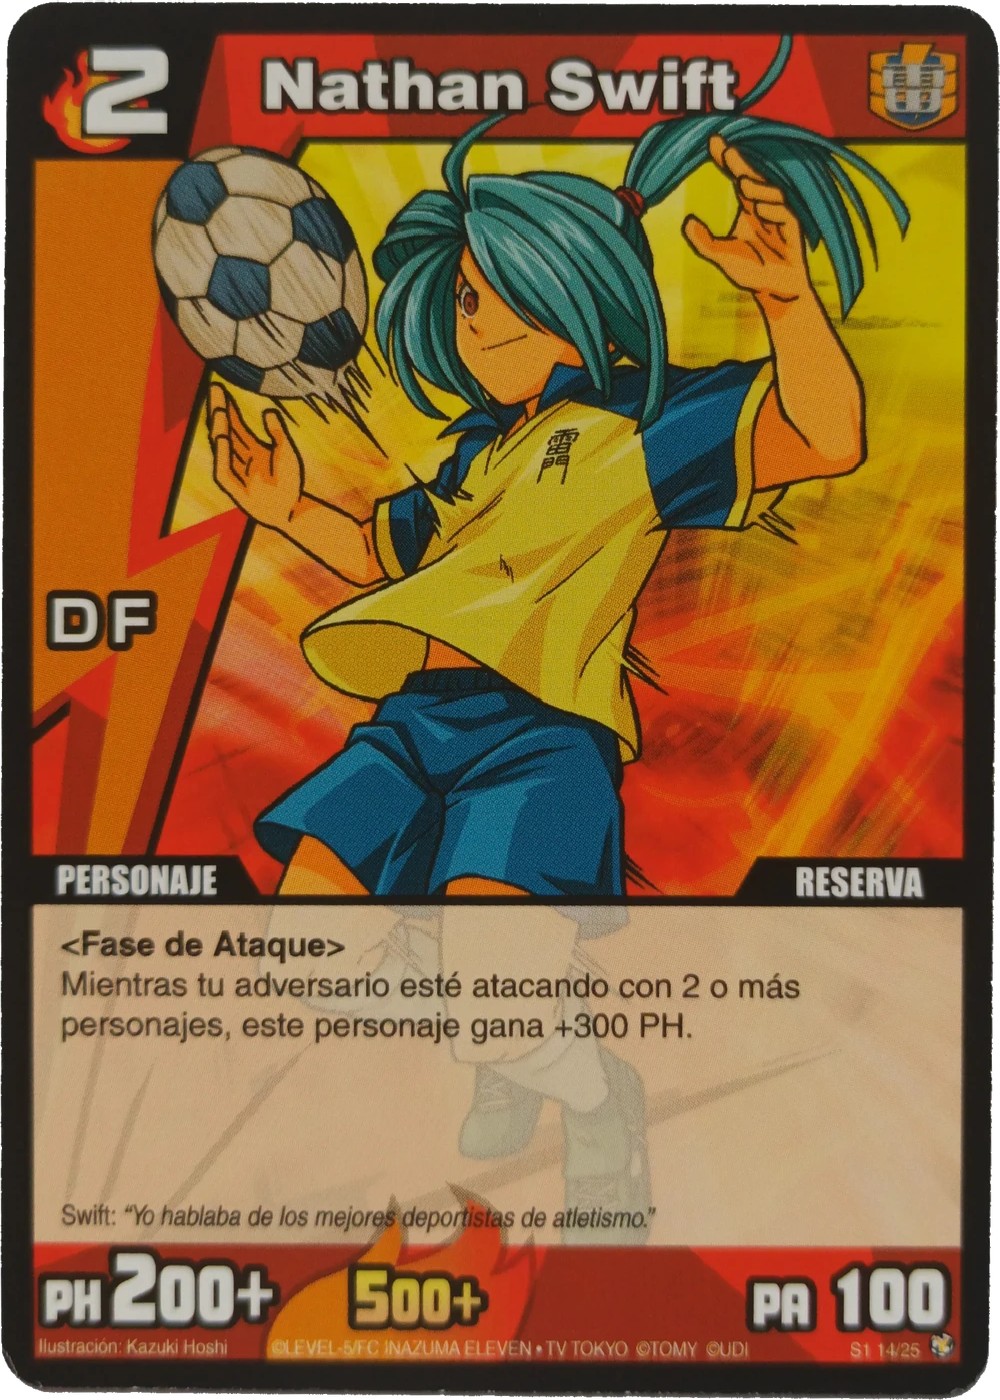 2
Nathan Swift
雷門
DF
PERSONAJE
RESERVA
<Fase de Ataque>
Mientras tu adversario esté atacando con 2 o más
personajes, este personaje gana +300 PH.
Swift: “Yo hablaba de los mejores deportistas de atletismo.”
PH 200+
500+
PA 100
Ilustración: Kazuki Hoshi
©LEVEL-5/FC INAZUMA ELEVEN • TV TOKYO ©TOMY ©UDI
S1 14/25